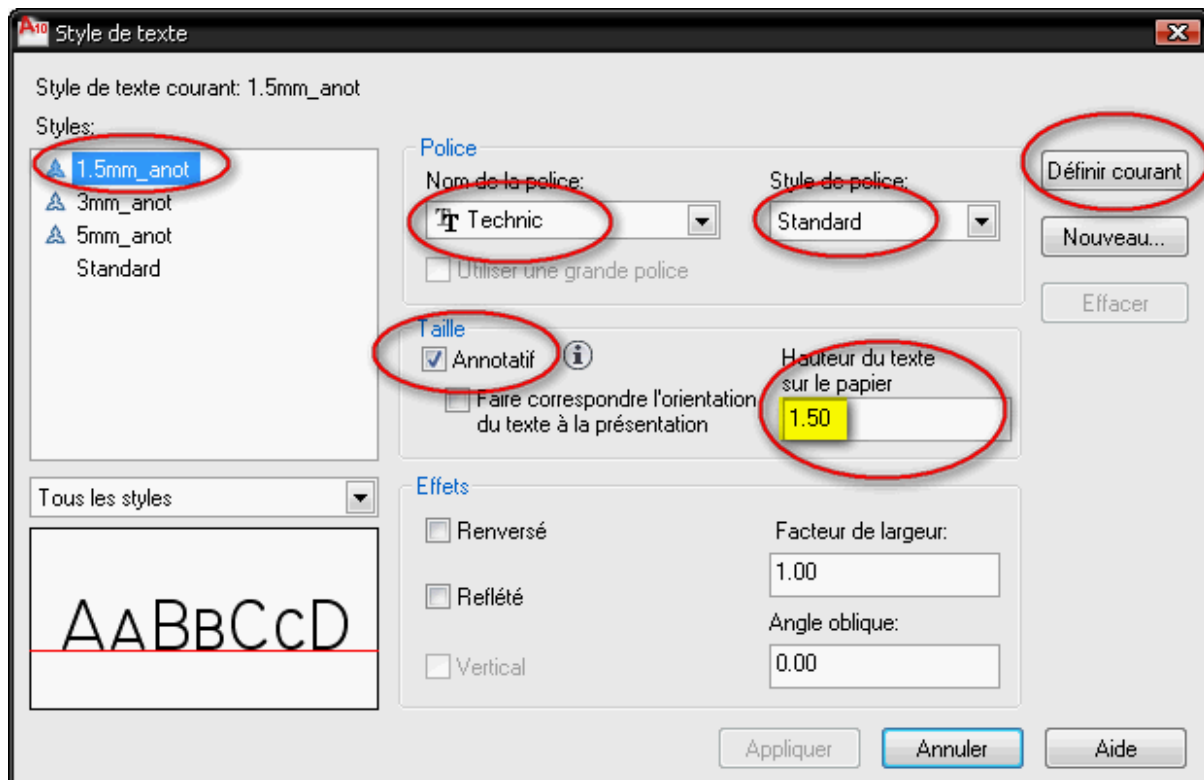 A10 Style de texte
Style de texte courant: 1.5mm_anot
Styles:
1.5mm_anot
3mm_anot
5mm_anot
Standard
Tous les styles
AaBbCcD
Police
Nom de la police:
Technic
Style de police:
Standard
Utiliser une grande police
Taille
Annotatif
Faire correspondre l'orientation
du texte à la présentation
Hauteur du texte
sur le papier
1.50
Effets
Renversé
Reflété
Vertical
Facteur de largeur:
1.00
Angle oblique:
0.00
Définir courant
Nouveau...
Effacer
Appliquer
Annuler
Aide